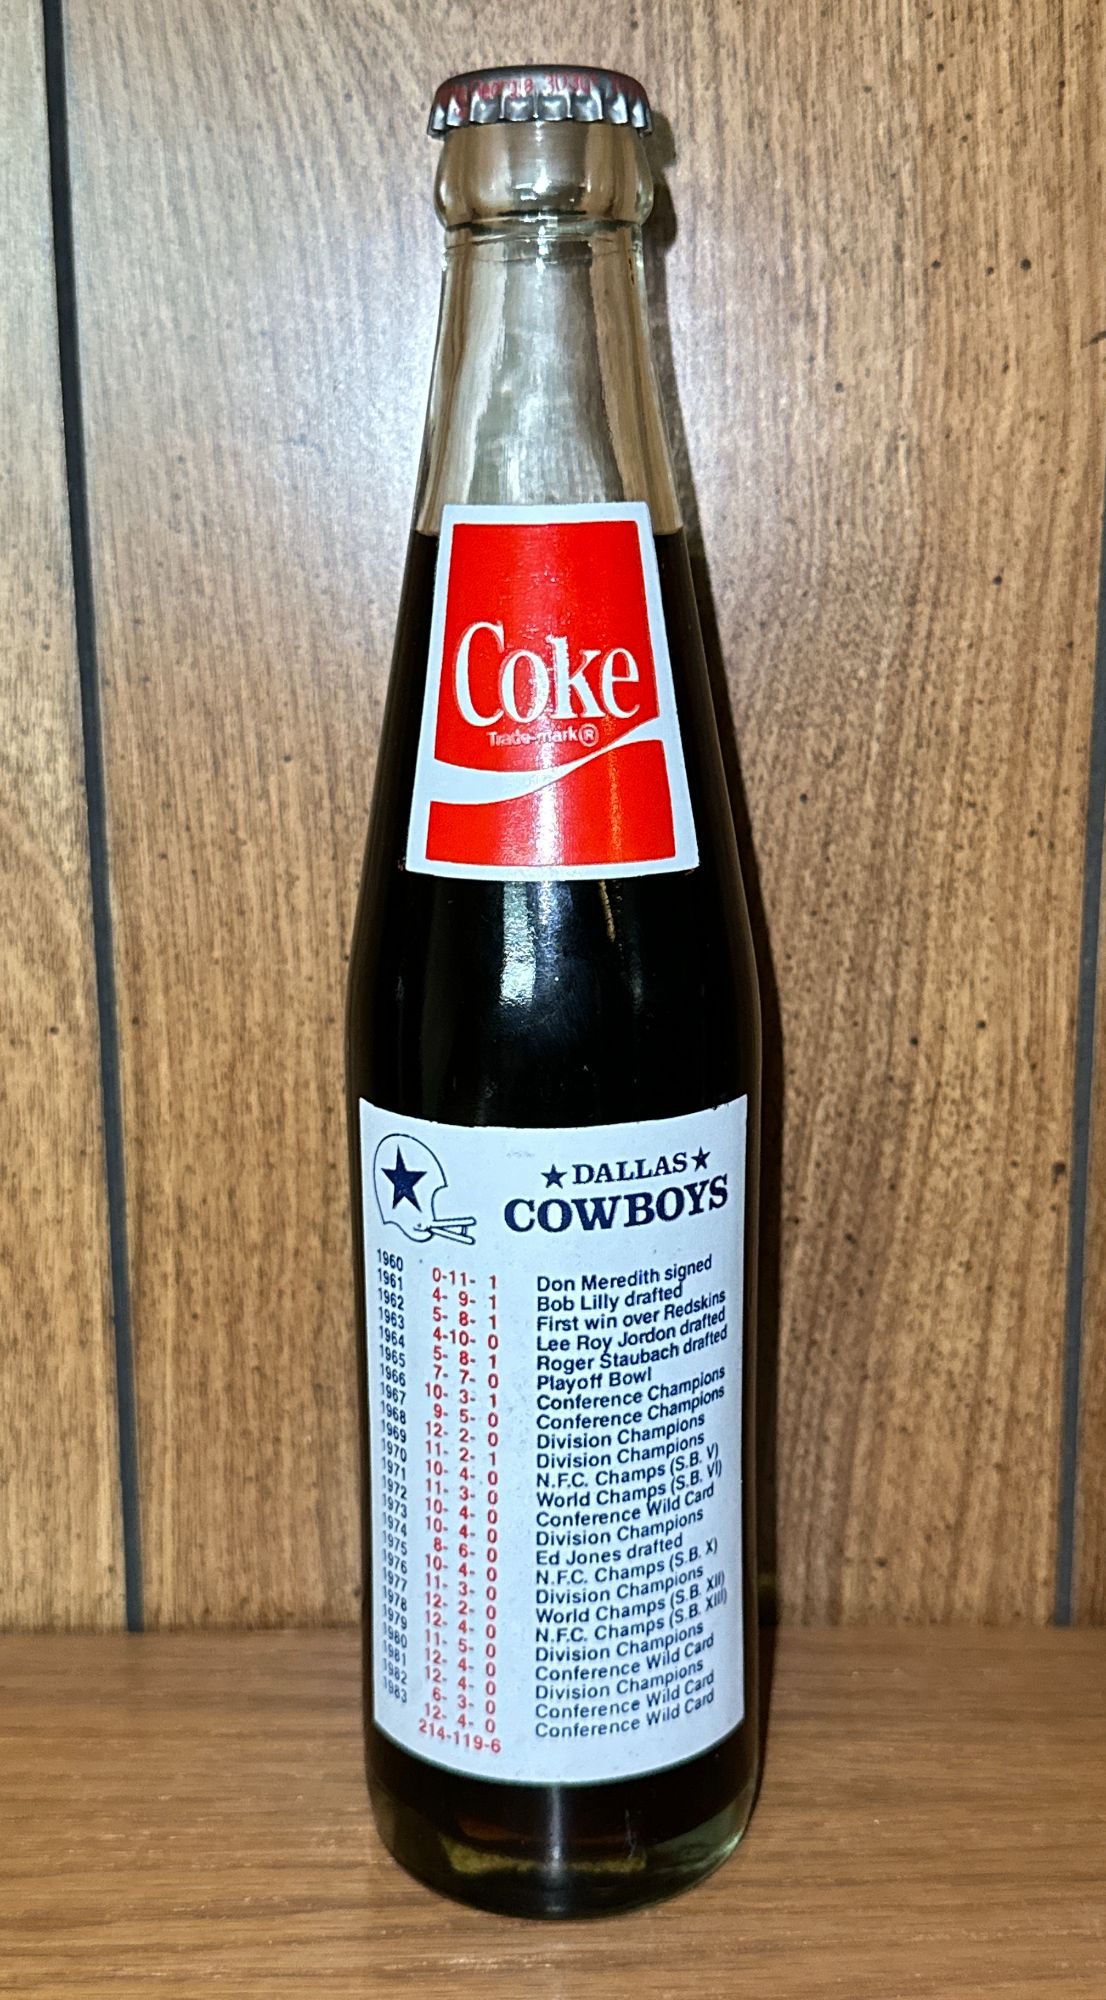 Georgia
Coke
Trade-mark®
★DALLAS★
COWBOYS
1960 0-11- 1 Don Meredith signed
1961 4- 9- 1 Bob Lilly drafted
1962 5- 8- 1 First win over Redskins
1963 4-10- 0 Lee Roy Jordon drafted
1964 5- 8- 1 Roger Staubach drafted
1965 7- 7- 0 Playoff Bowl
1966 10- 3- 1 Conference Champions
1967 9- 5- 0 Conference Champions
1968 12- 2- 0 Division Champions
1969 11- 2- 1 Division Champions
1970 10- 4- 0 N.F.C. Champs (S.B. V)
1971 11- 3- 0 World Champs (S.B. VI)
1972 10- 4- 0 Conference Wild Card
1973 10- 4- 0 Division Champions
1974 8- 6- 0 Ed Jones drafted
1975 10- 4- 0 N.F.C. Champs (S.B. X)
1976 11- 3- 0 Division Champions
1977 12- 2- 0 World Champs (S.B. XII)
1978 12- 4- 0 N.F.C. Champs (S.B. XIII)
1979 11- 5- 0 Division Champions
1980 12- 4- 0 Conference Wild Card
1981 12- 4- 0 Division Champions
1982 6- 3- 0 Conference Wild Card
1983 12- 4- 0 Conference Wild Card
214-119-6